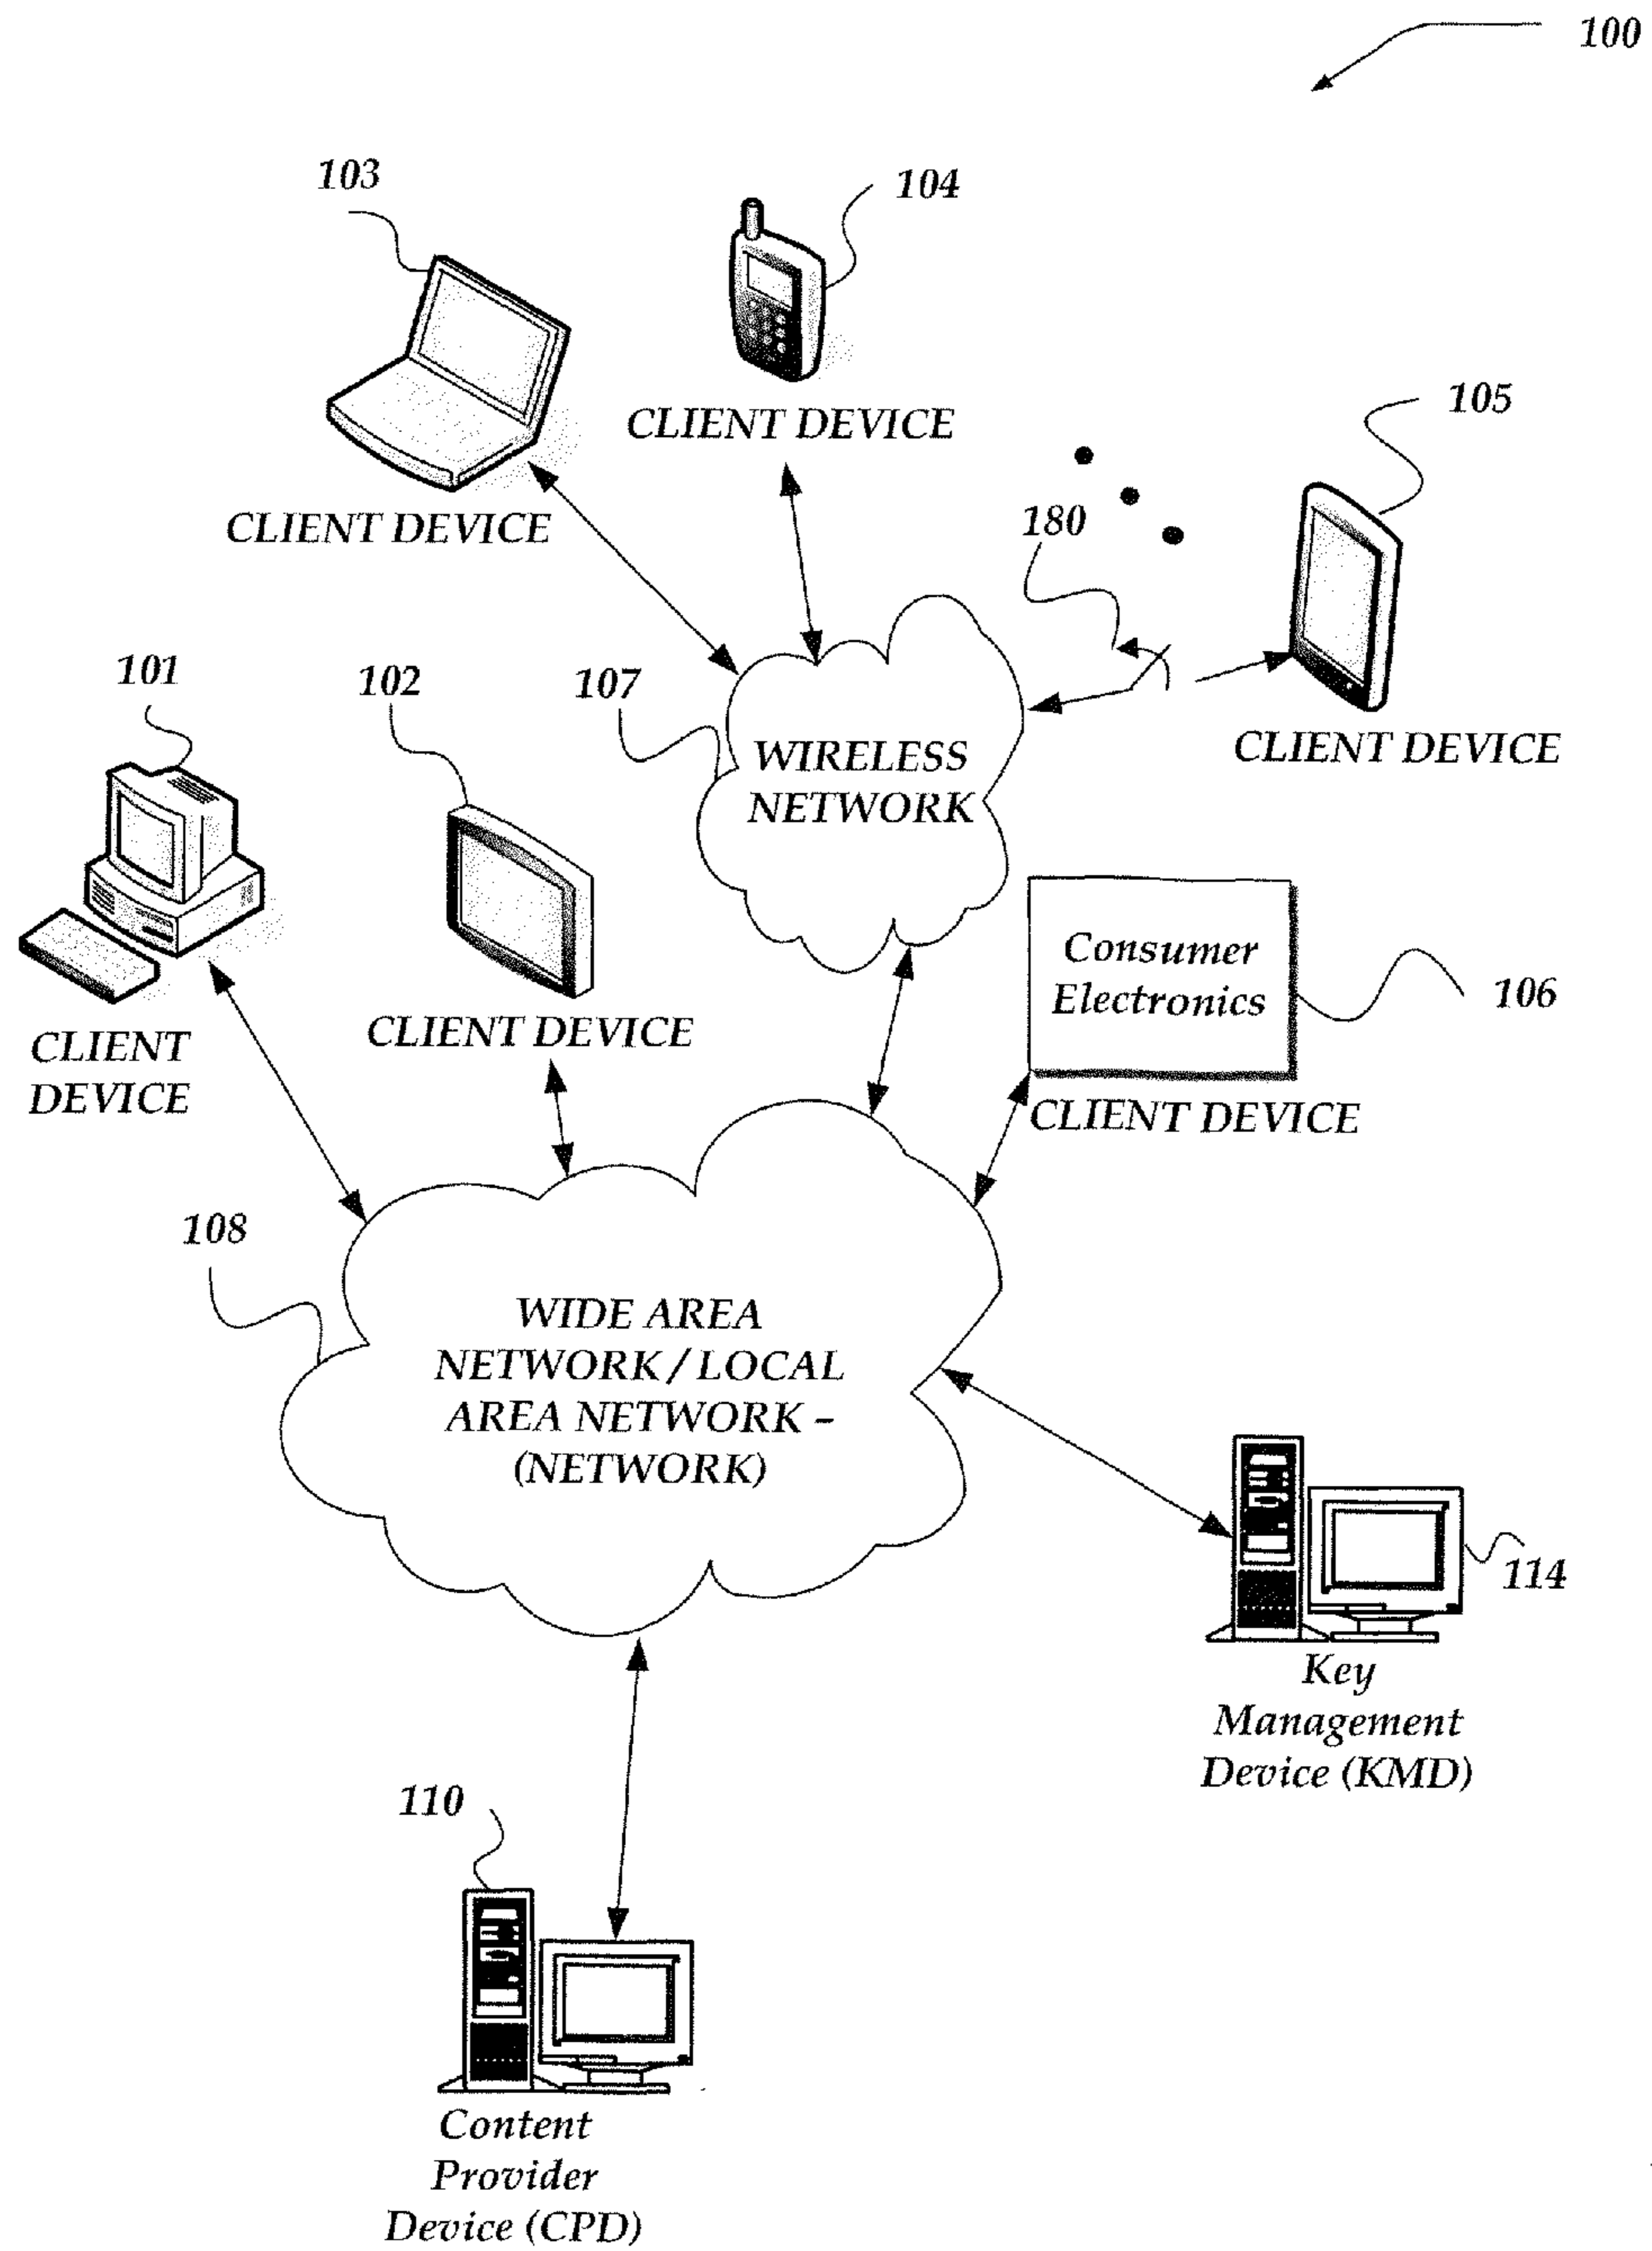 100
103
104
CLIENT DEVICE
105
CLIENT DEVICE
180
101
102
107
CLIENT DEVICE
WIRELESS
NETWORK
Consumer
Electronics
106
CLIENT DEVICE
CLIENT
DEVICE
CLIENT DEVICE
108
WIDE AREA
NETWORK / LOCAL
AREA NETWORK –
(NETWORK)
114
Key
Management
Device (KMD)
110
Content
Provider
Device (CPD)